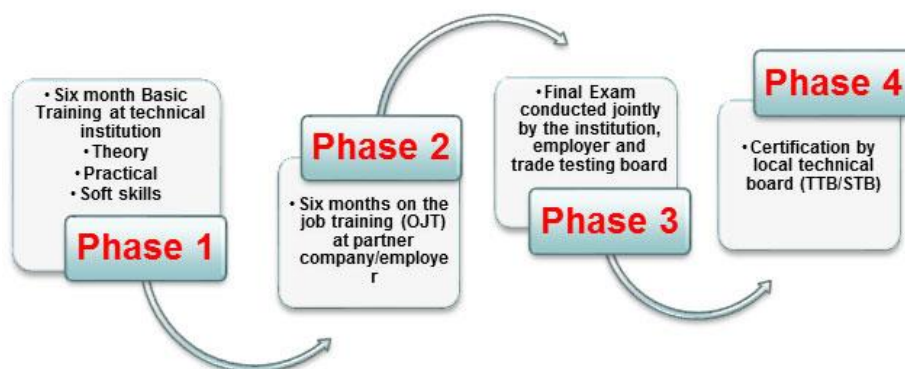 • Six month Basic
Training at technical
institution
• Theory
• Practical
• Soft skills
Phase 1
Phase 2
• Six months on the
job training (OJT)
at partner
company/employe
r
• Final Exam
conducted jointly
by the institution,
employer and
trade testing board
Phase 3
Phase 4
• Certification by
local technical
board (TTB/STB)